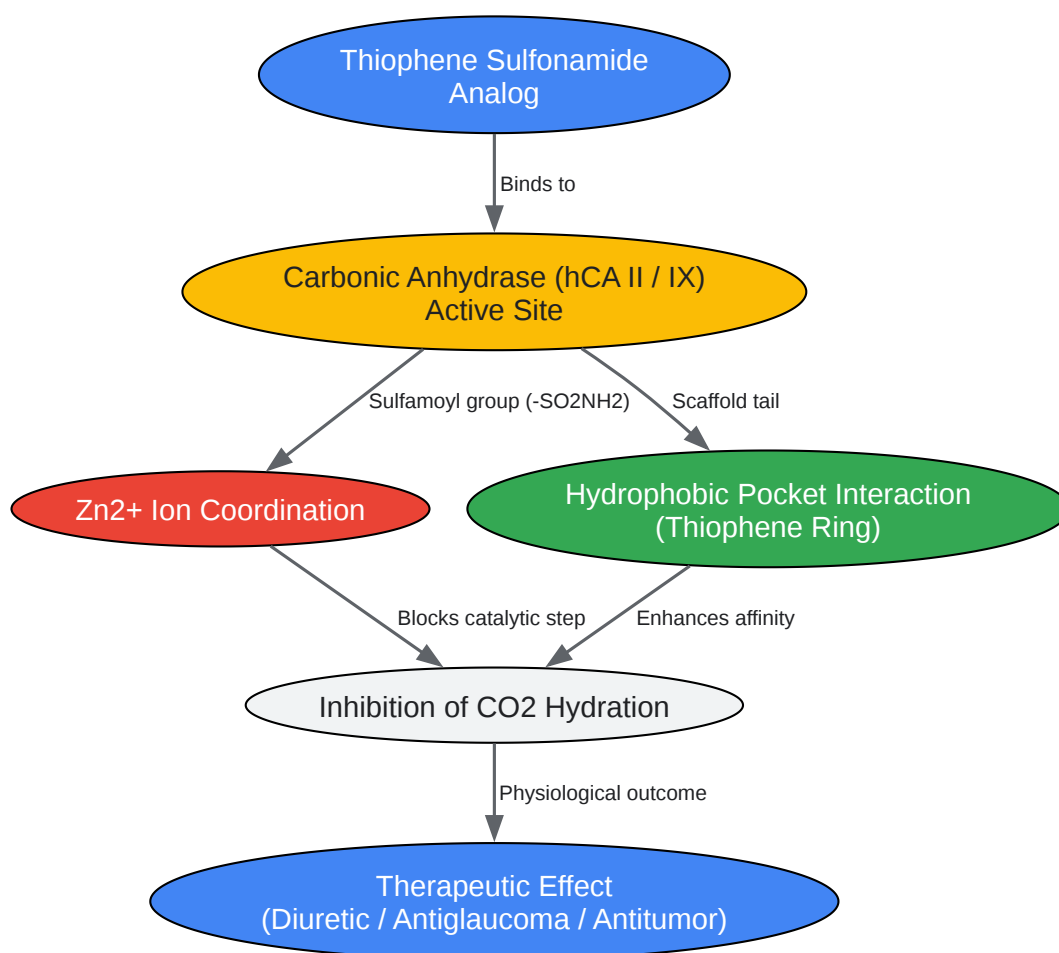 Thiophene Sulfonamide
Analog
Binds to
Carbonic Anhydrase (hCA II / IX)
Active Site
Sulfamoyl group (-SO2NH2)
Scaffold tail
Zn2+ Ion Coordination
Hydrophobic Pocket Interaction
(Thiophene Ring)
Blocks catalytic step
Enhances affinity
Inhibition of CO2 Hydration
Physiological outcome
Therapeutic Effect
(Diuretic / Antiglaucoma / Antitumor)